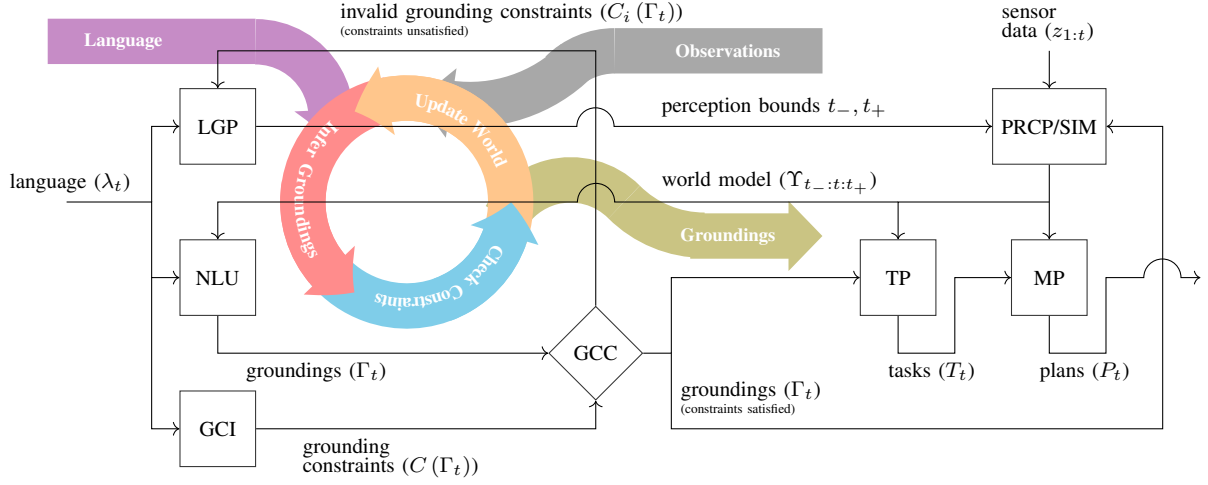 invalid grounding constraints (C_i (Γ_t))
(constraints unsatisfied)
sensor
data (z_{1:t})
Language
Observations
Update World
LGP
perception bounds t_−, t_+
PRCP/SIM
Infer Groundings
language (λ_t)
world model (ϒ_{t_−:t:t_+})
Groundings
NLU
Check Constraints
TP
MP
GCC
groundings (Γ_t)
tasks (T_t)
plans (P_t)
groundings (Γ_t)
(constraints satisfied)
GCI
grounding
constraints (C (Γ_t))